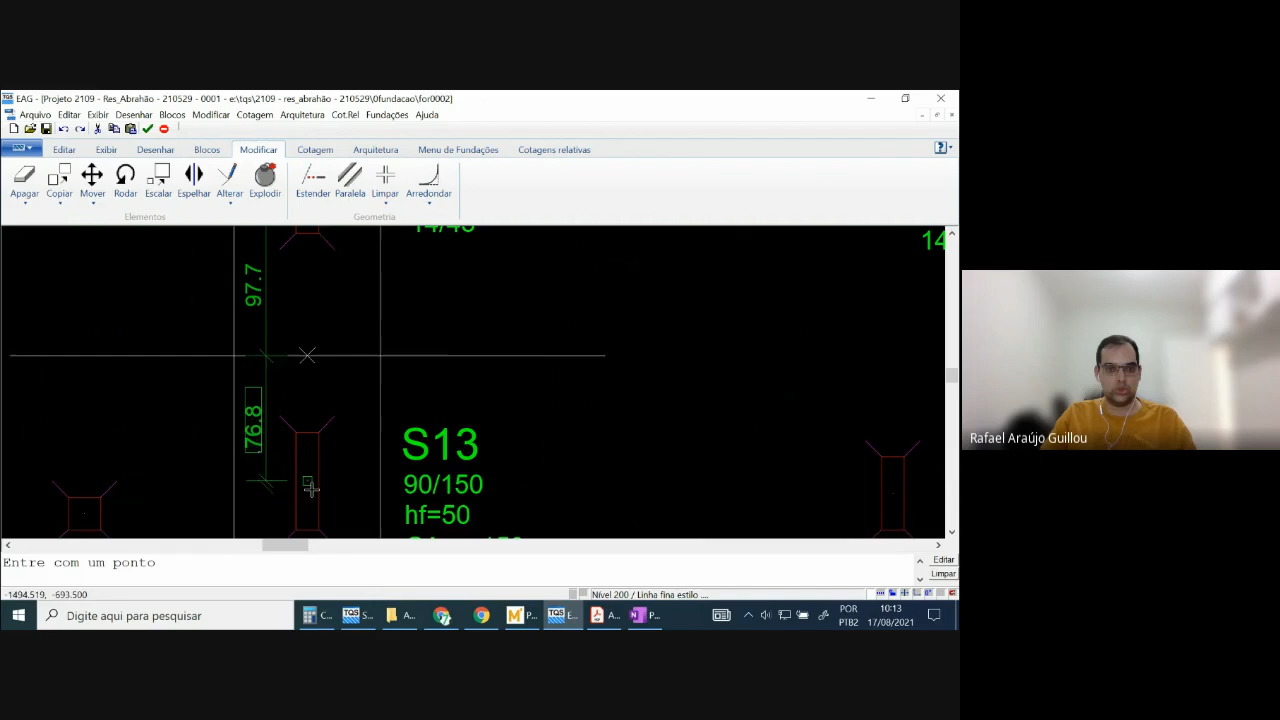 EAG - [Projeto 2109 - Res_Abrahão - 210529 - 0001 - e:\tqs\2109 - res_abrahão - 210529\0fundacao\for0002]
Arquivo Editar Exibir Desenhar Blocos Modificar Cotagem Arquitetura Cot.Rel Fundações Ajuda
Editar Exibir Desenhar Blocos Modificar Cotagem Arquitetura Menu de Fundações Cotagens relativas
Apagar Copiar Mover Rodar Escalar Espelhar Alterar Explodir Estender Paralela Limpar Arredondar
Elementos Geometria
14
97.7
76.8
S13
90/150
hf=50
Entre com um ponto
Editar
Limpar
-1494.519, -693.500 Nível 200 / Linha fina estilo ....
Digite aqui para pesquisar
C... TQS S... A... P... TQS E... A... P...
POR
PTB2
10:13
17/08/2021
Rafael Araújo Guillou